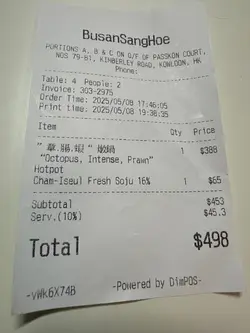 BusanSangHoe
PORTIONS A, B & C ON G/F OF PASSKON COURT,
NOS 79-81, KIMBERLEY ROAD, KOWLOON, HK
Phone:
Table: 4 People: 2
Invoice: 303-2975
Order Time: 2025/05/08 17:46:05
Print time: 2025/05/08 19:36:35
Item Qty Price
"章.腸.焜" 燉鍋 1 $388
"Octopus, Intense, Prawn"
Hotpot
Cham-Iseul Fresh Soju 16% 1 $65
Subtotal $453
Serv.(10%) $45.3
Total $498
-vWk6X74B -Powered by DimPOS-